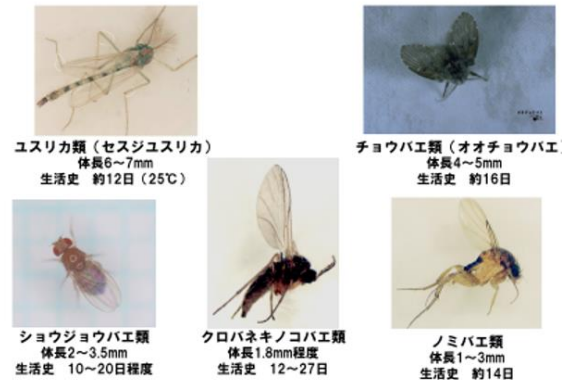 ユスリカ類（セスジユスリカ）
体長6～7mm
生活史　約12日（25℃）
チョウバエ類（オオチョウバエ）
体長4～5mm
生活史　約16日
ショウジョウバエ類
体長2～3.5mm
生活史　10～20日程度
クロバネキノコバエ類
体長1.8mm程度
生活史　12～27日
ノミバエ類
体長1～3mm
生活史　約14日